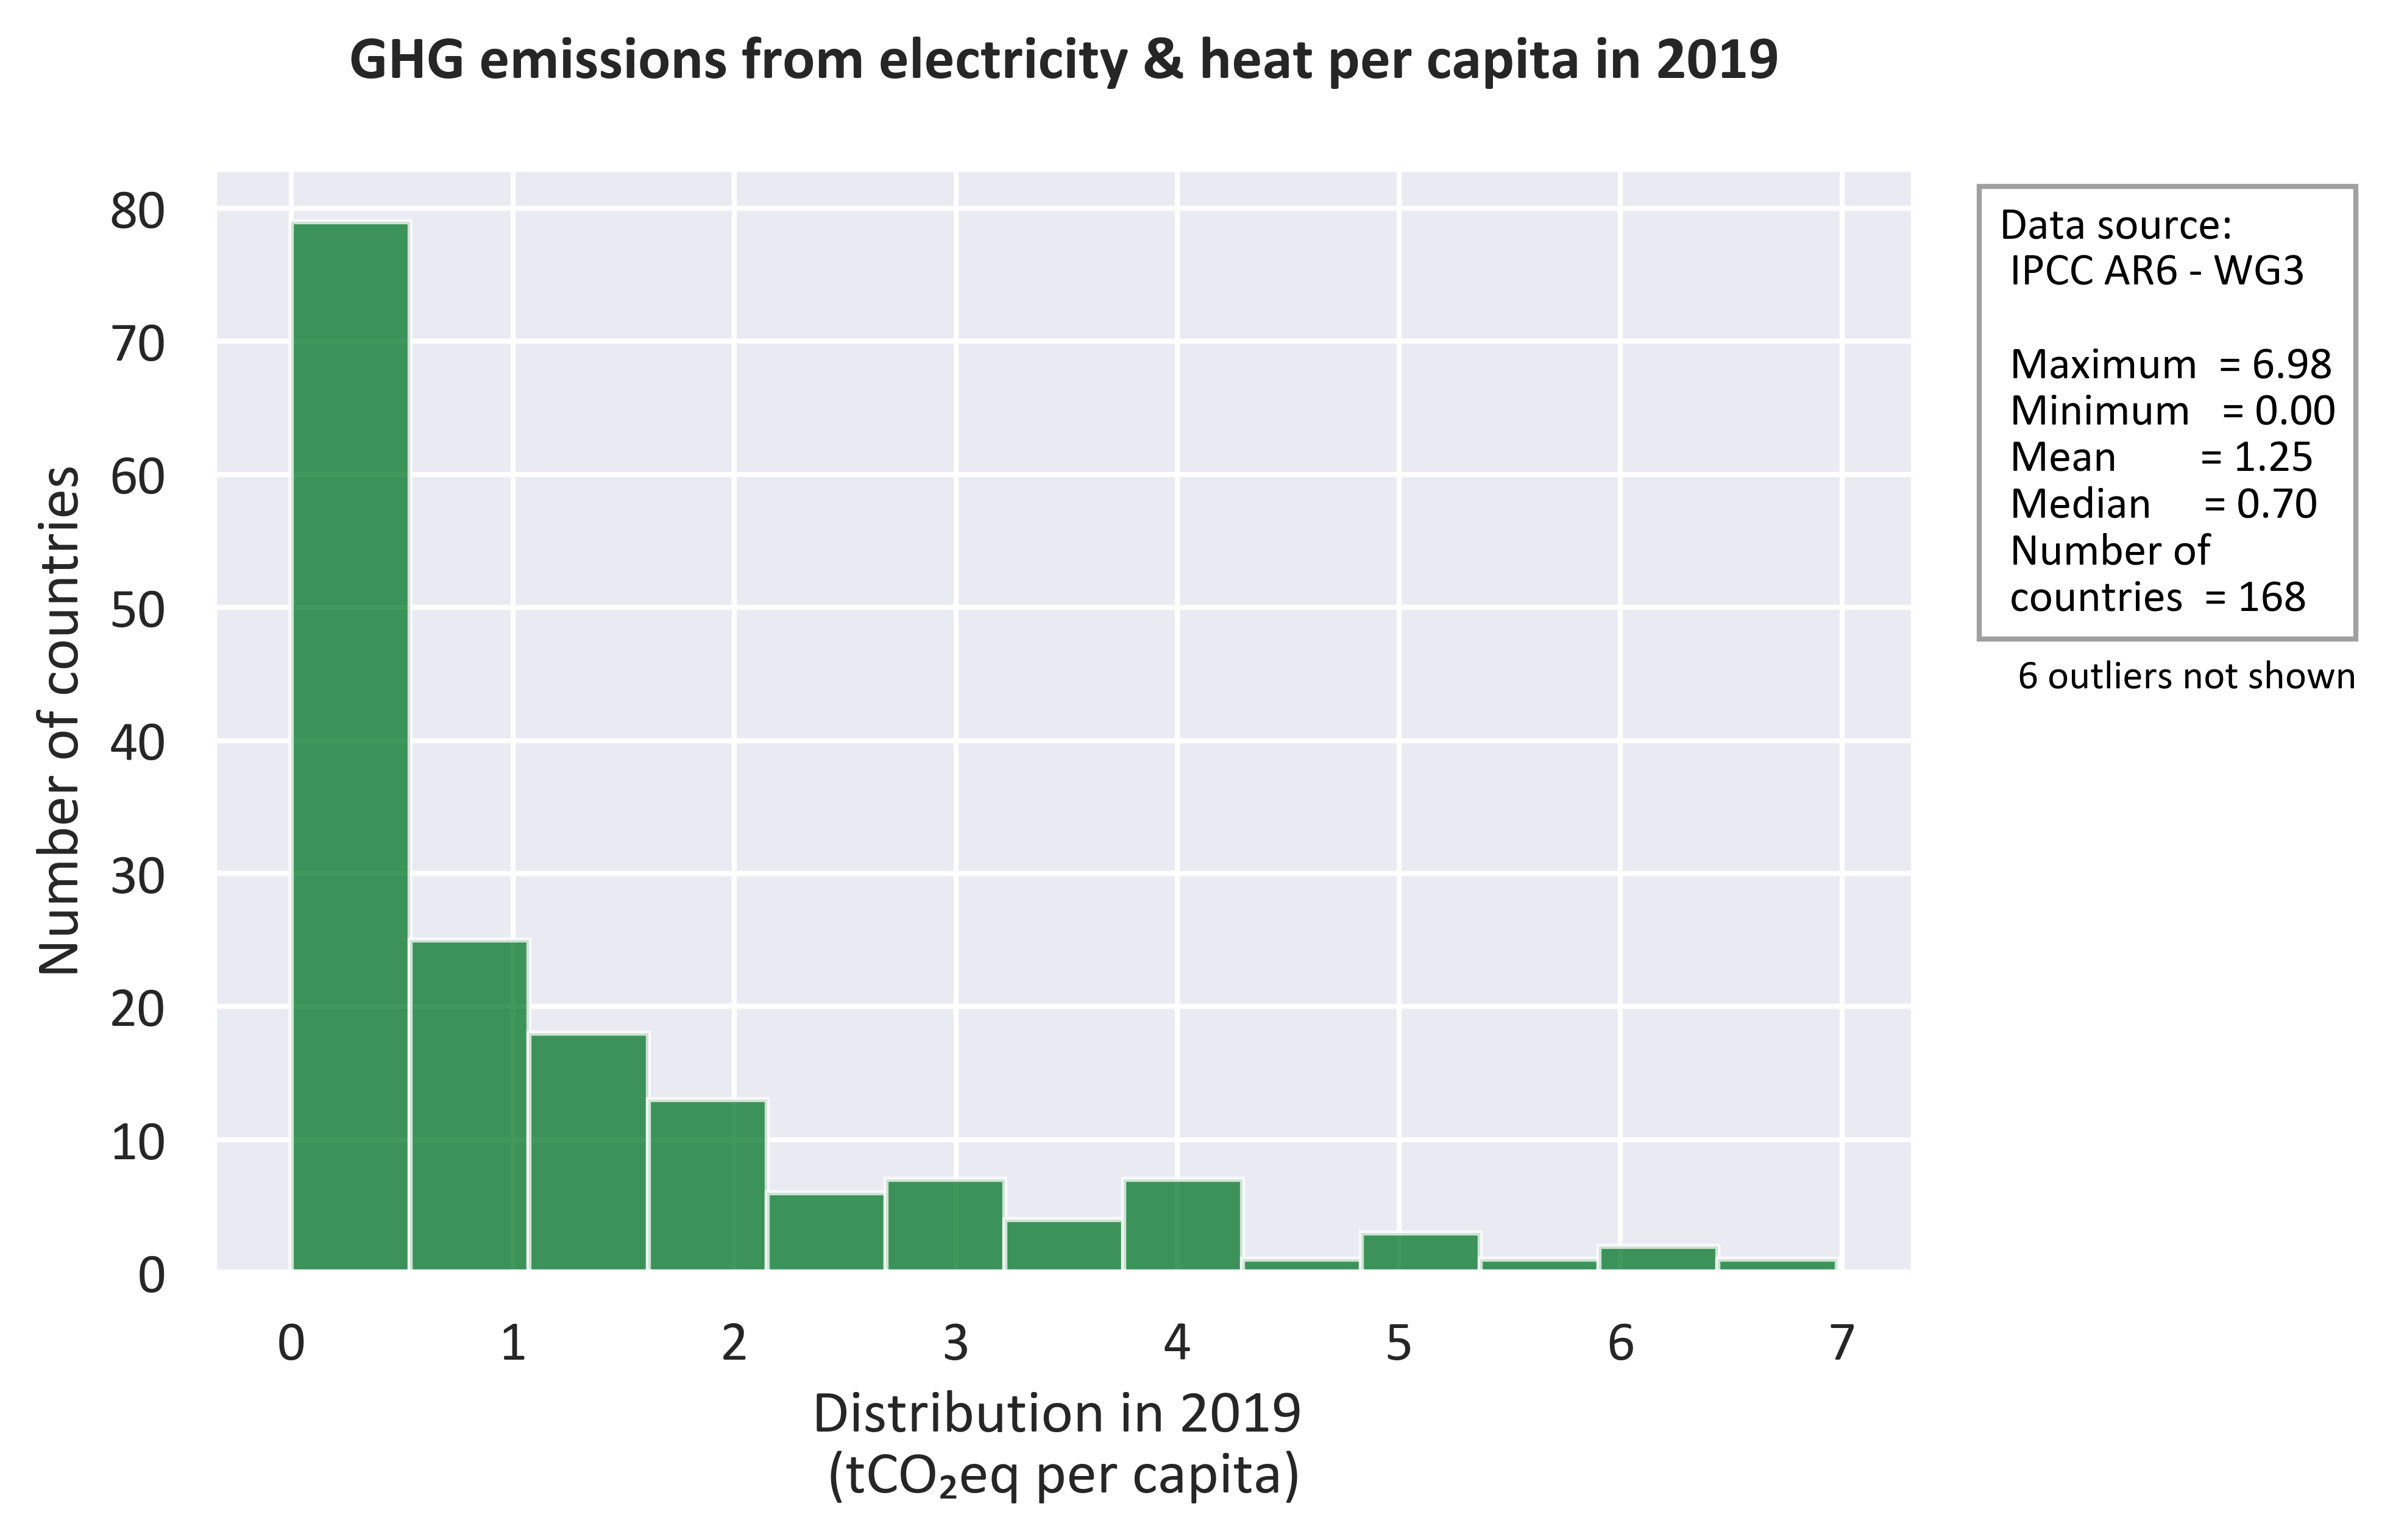 GHG emissions from electricity & heat per capita in 2019
80
70
60
50
40
30
20
10
0
Number of countries
0 1 2 3 4 5 6 7
Distribution in 2019
(tCO₂eq per capita)
Data source:
IPCC AR6 - WG3
Maximum = 6.98
Minimum = 0.00
Mean = 1.25
Median = 0.70
Number of
countries = 168
6 outliers not shown